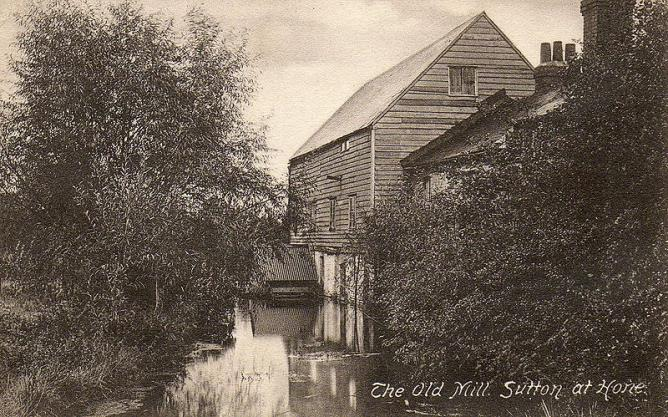 The Old Mill. Sutton at Hone.